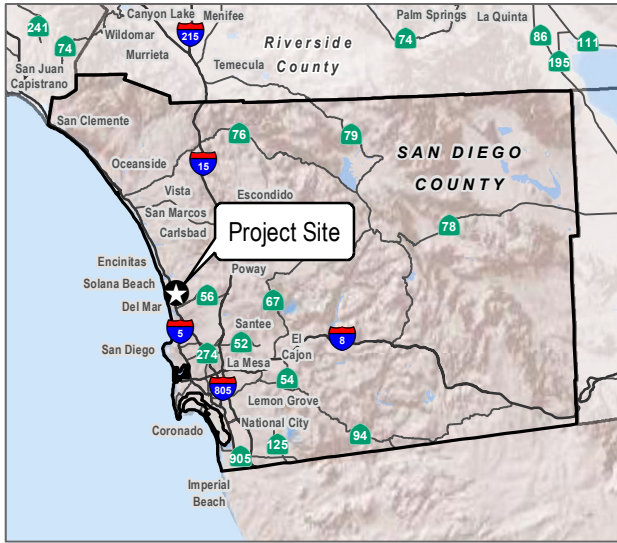 Canyon Lake
Menifee
Palm Springs
La Quinta
241
Wildomar
215
74
86
111
74
Murrieta
Riverside
County
195
San Juan
Capistrano
Temecula
San Clemente
76
79
SAN DIEGO
COUNTY
Oceanside
15
Vista
Escondido
San Marcos
Carlsbad
78
Project Site
Encinitas
Solana Beach
Del Mar
Poway
56
67
5
Santee
San Diego
274
52
El
Cajon
8
La Mesa
805
54
Lemon Grove
National City
Coronado
125
94
905
Imperial
Beach